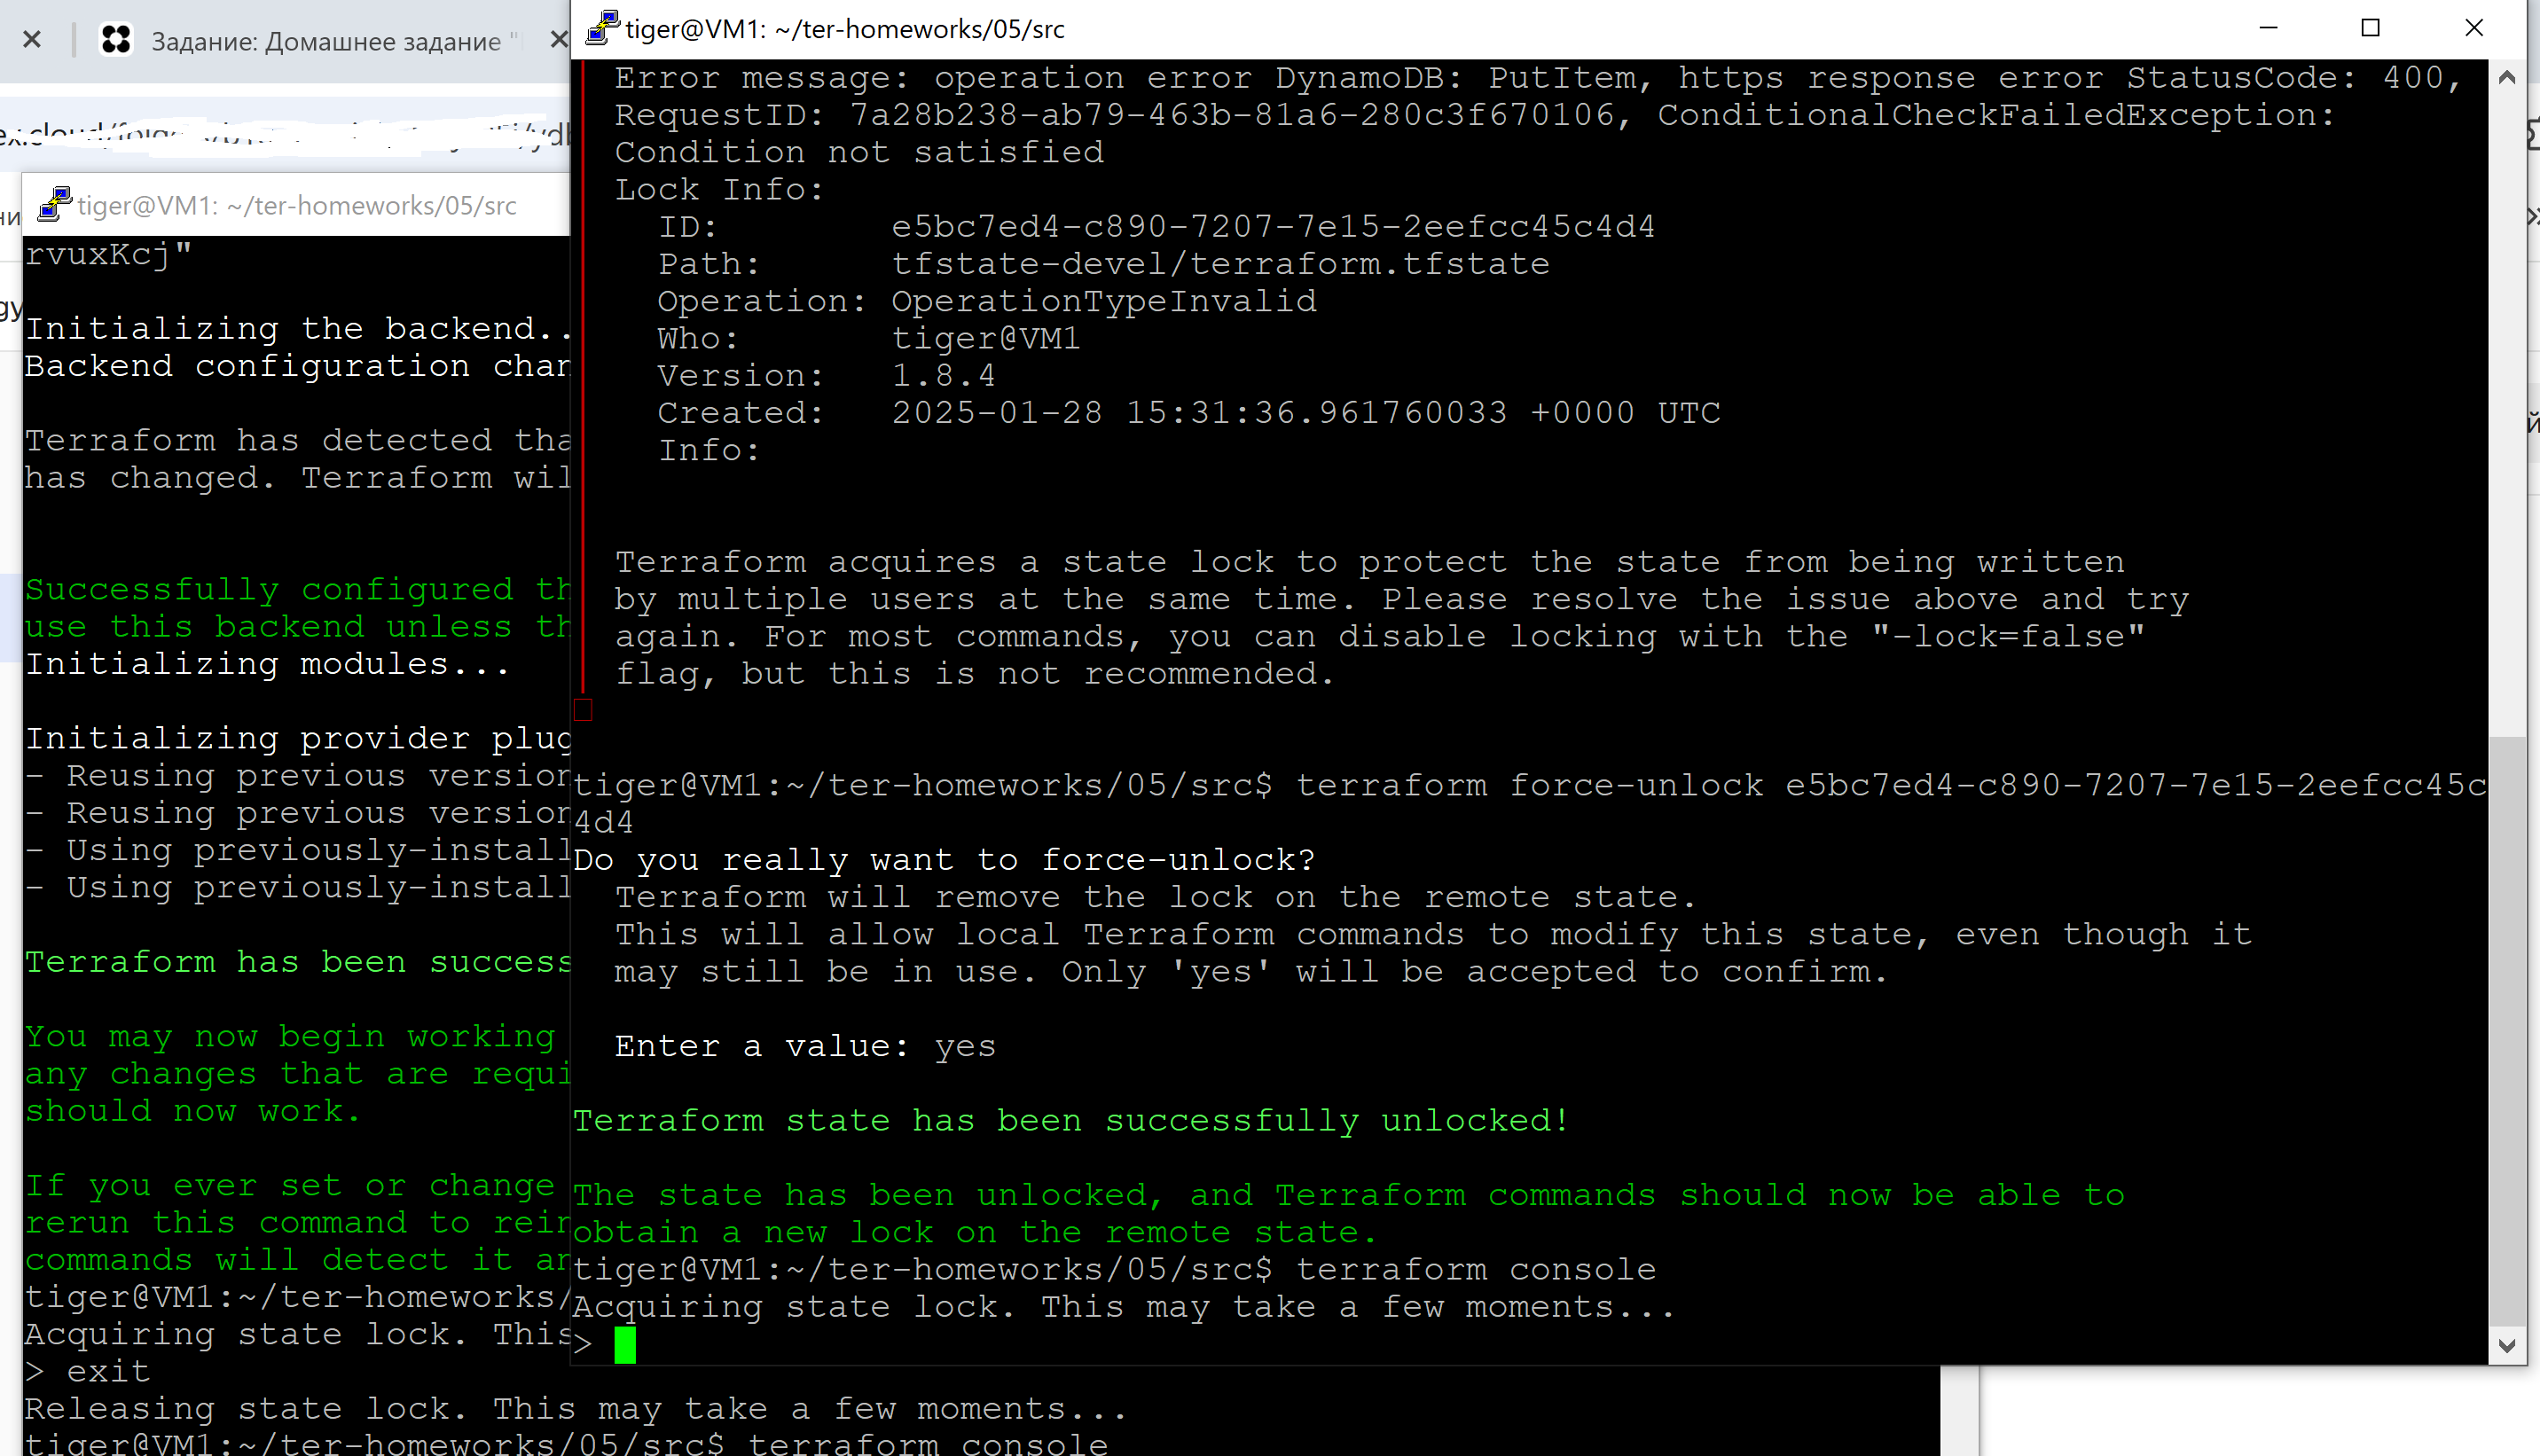 Задание: Домашнее задание "
tiger@VM1: ~/ter-homeworks/05/src
Error message: operation error DynamoDB: PutItem, https response error StatusCode: 400,
RequestID: 7a28b238-ab79-463b-81a6-280c3f670106, ConditionalCheckFailedException:
Condition not satisfied
Lock Info:
  ID:        e5bc7ed4-c890-7207-7e15-2eefcc45c4d4
  Path:      tfstate-devel/terraform.tfstate
  Operation: OperationTypeInvalid
  Who:       tiger@VM1
  Version:   1.8.4
  Created:   2025-01-28 15:31:36.961760033 +0000 UTC
  Info:
Terraform acquires a state lock to protect the state from being written
by multiple users at the same time. Please resolve the issue above and try
again. For most commands, you can disable locking with the "-lock=false"
flag, but this is not recommended.
tiger@VM1:~/ter-homeworks/05/src$ terraform force-unlock e5bc7ed4-c890-7207-7e15-2eefcc45c
4d4
Do you really want to force-unlock?
  Terraform will remove the lock on the remote state.
  This will allow local Terraform commands to modify this state, even though it
  may still be in use. Only 'yes' will be accepted to confirm.
  Enter a value: yes
Terraform state has been successfully unlocked!
The state has been unlocked, and Terraform commands should now be able to
obtain a new lock on the remote state.
tiger@VM1:~/ter-homeworks/05/src$ terraform console
Acquiring state lock. This may take a few moments...
>
tiger@VM1: ~/ter-homeworks/05/src
rvuxKcj"
Initializing the backend..
Backend configuration chan
Terraform has detected tha
has changed. Terraform wil
Successfully configured th
use this backend unless th
Initializing modules...
Initializing provider plug
- Reusing previous version
- Reusing previous version
- Using previously-install
- Using previously-install
Terraform has been success
You may now begin working
any changes that are requi
should now work.
If you ever set or change
rerun this command to rein
commands will detect it an
tiger@VM1:~/ter-homeworks/
Acquiring state lock. This
> exit
Releasing state lock. This may take a few moments...
tiger@VM1:~/ter-homeworks/05/src$ terraform console